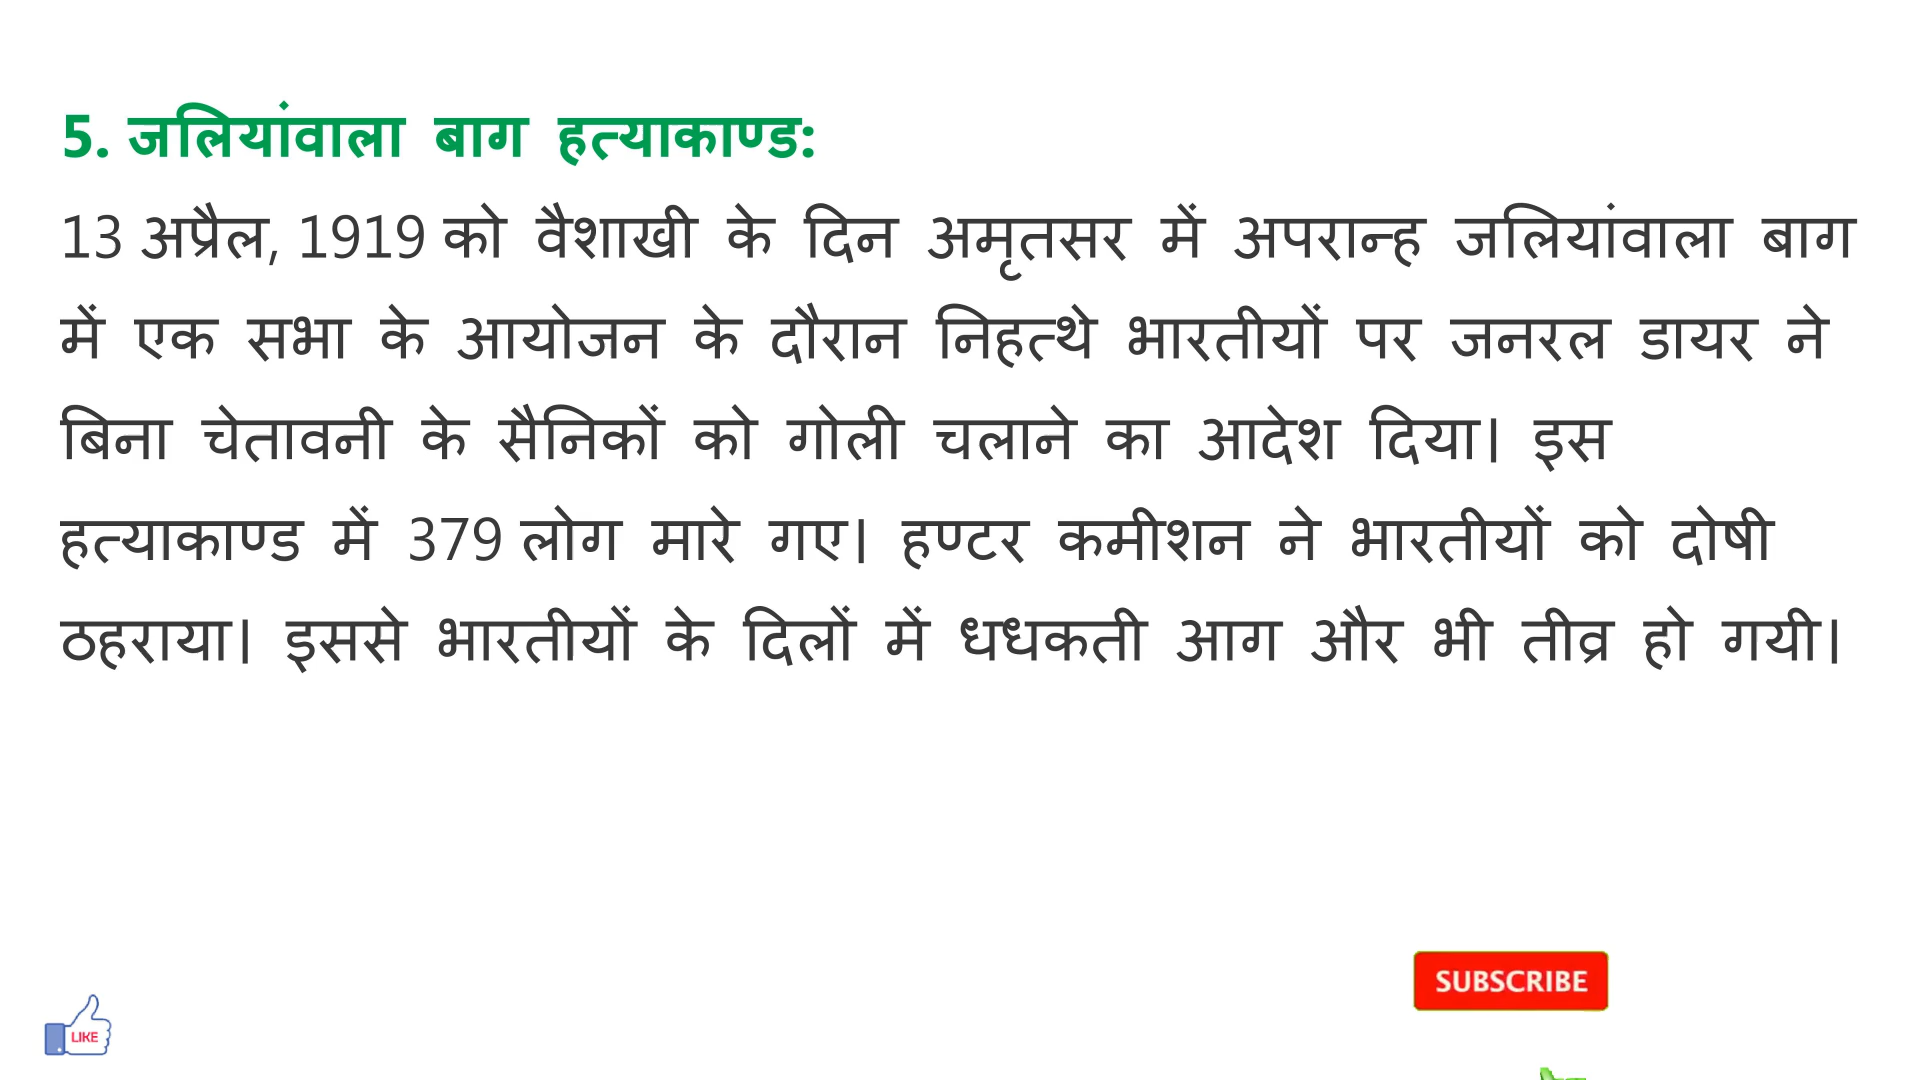 5. जलियांवाला बाग हत्याकाण्ड:
13 अप्रैल, 1919 को वैशाखी के दिन अमृतसर में अपरान्ह जलियांवाला बाग
में एक सभा के आयोजन के दौरान निहत्थे भारतीयों पर जनरल डायर ने
बिना चेतावनी के सैनिकों को गोली चलाने का आदेश दिया। इस
हत्याकाण्ड में 379 लोग मारे गए। हण्टर कमीशन ने भारतीयों को दोषी
ठहराया। इससे भारतीयों के दिलों में धधकती आग और भी तीव्र हो गयी।
SUBSCRIBE
LIKE